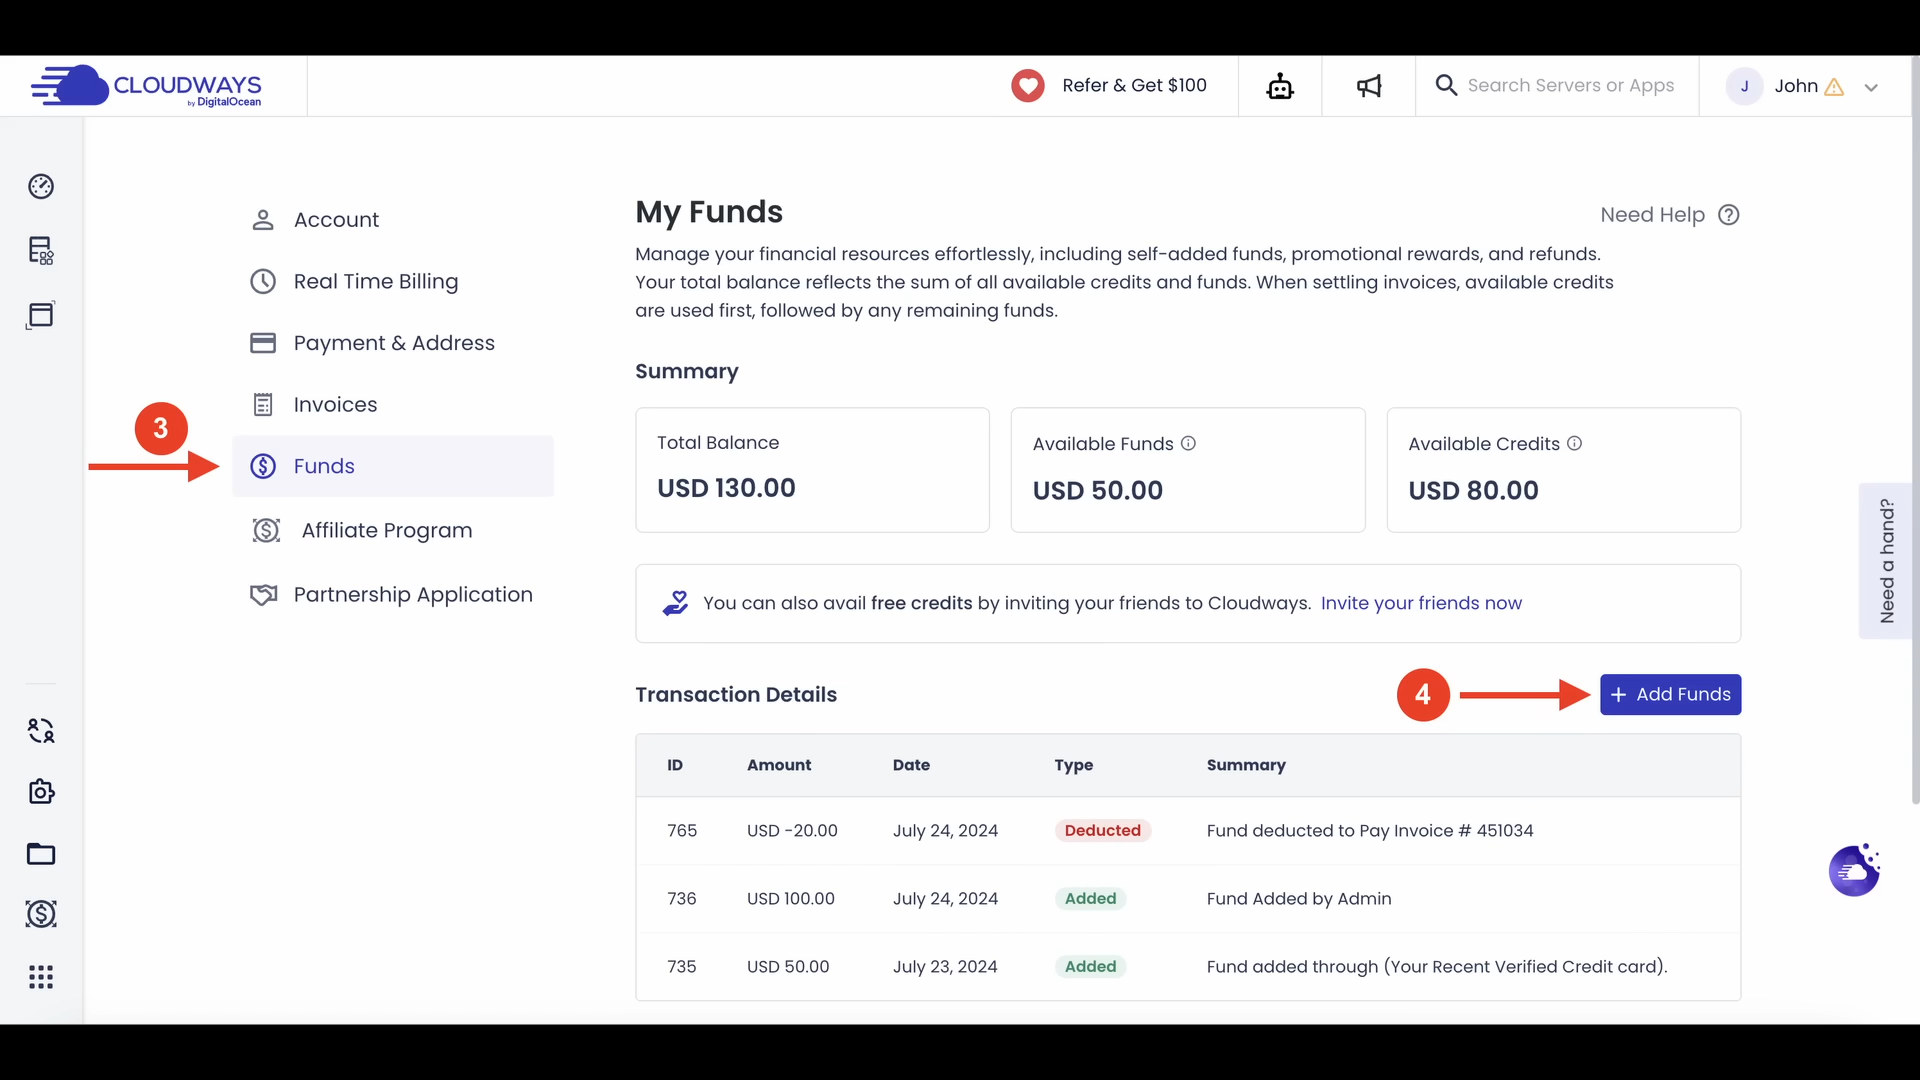 CLOUDWAYS
by DigitalOcean
Refer & Get $100
Search Servers or Apps
J
John
Account
Real Time Billing
Payment & Address
Invoices
3
Funds
Affiliate Program
Partnership Application
My Funds
Need Help
Manage your financial resources effortlessly, including self-added funds, promotional rewards, and refunds.
Your total balance reflects the sum of all available credits and funds. When settling invoices, available credits
are used first, followed by any remaining funds.
Summary
Total Balance
USD 130.00
Available Funds
USD 50.00
Available Credits
USD 80.00
You can also avail free credits by inviting your friends to Cloudways. Invite your friends now
Need a hand?
Transaction Details
4
+ Add Funds
ID Amount Date Type Summary
765 USD -20.00 July 24, 2024 Deducted Fund deducted to Pay Invoice # 451034
736 USD 100.00 July 24, 2024 Added Fund Added by Admin
735 USD 50.00 July 23, 2024 Added Fund added through (Your Recent Verified Credit card).